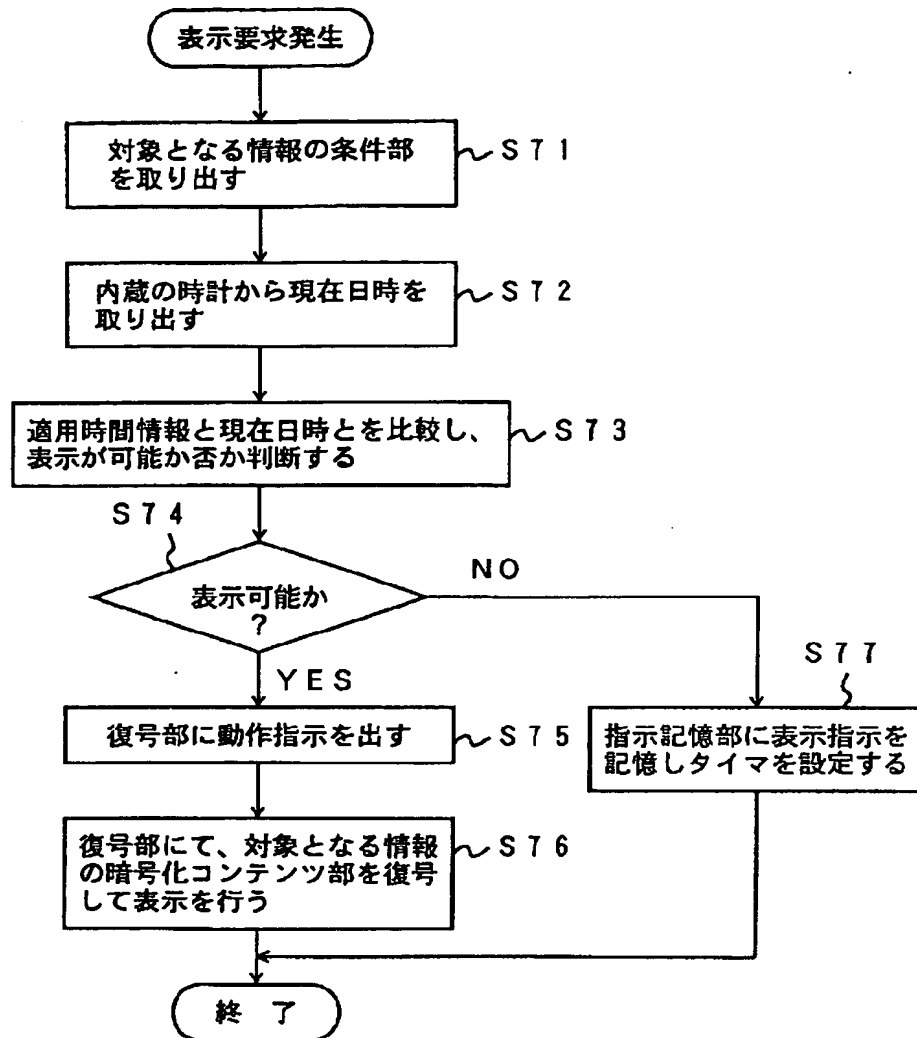 表示要求発生
対象となる情報の条件部
を取り出す
S71
内蔵の時計から現在日時を
取り出す
S72
適用時間情報と現在日時とを比較し、
表示が可能か否か判断する
S73
S74
表示可能か
?
NO
YES
S77
復号部に動作指示を出す
S75
指示記憶部に表示指示を
記憶しタイマを設定する
復号部にて、対象となる情報
の暗号化コンテンツ部を復号
して表示を行う
S76
終 了